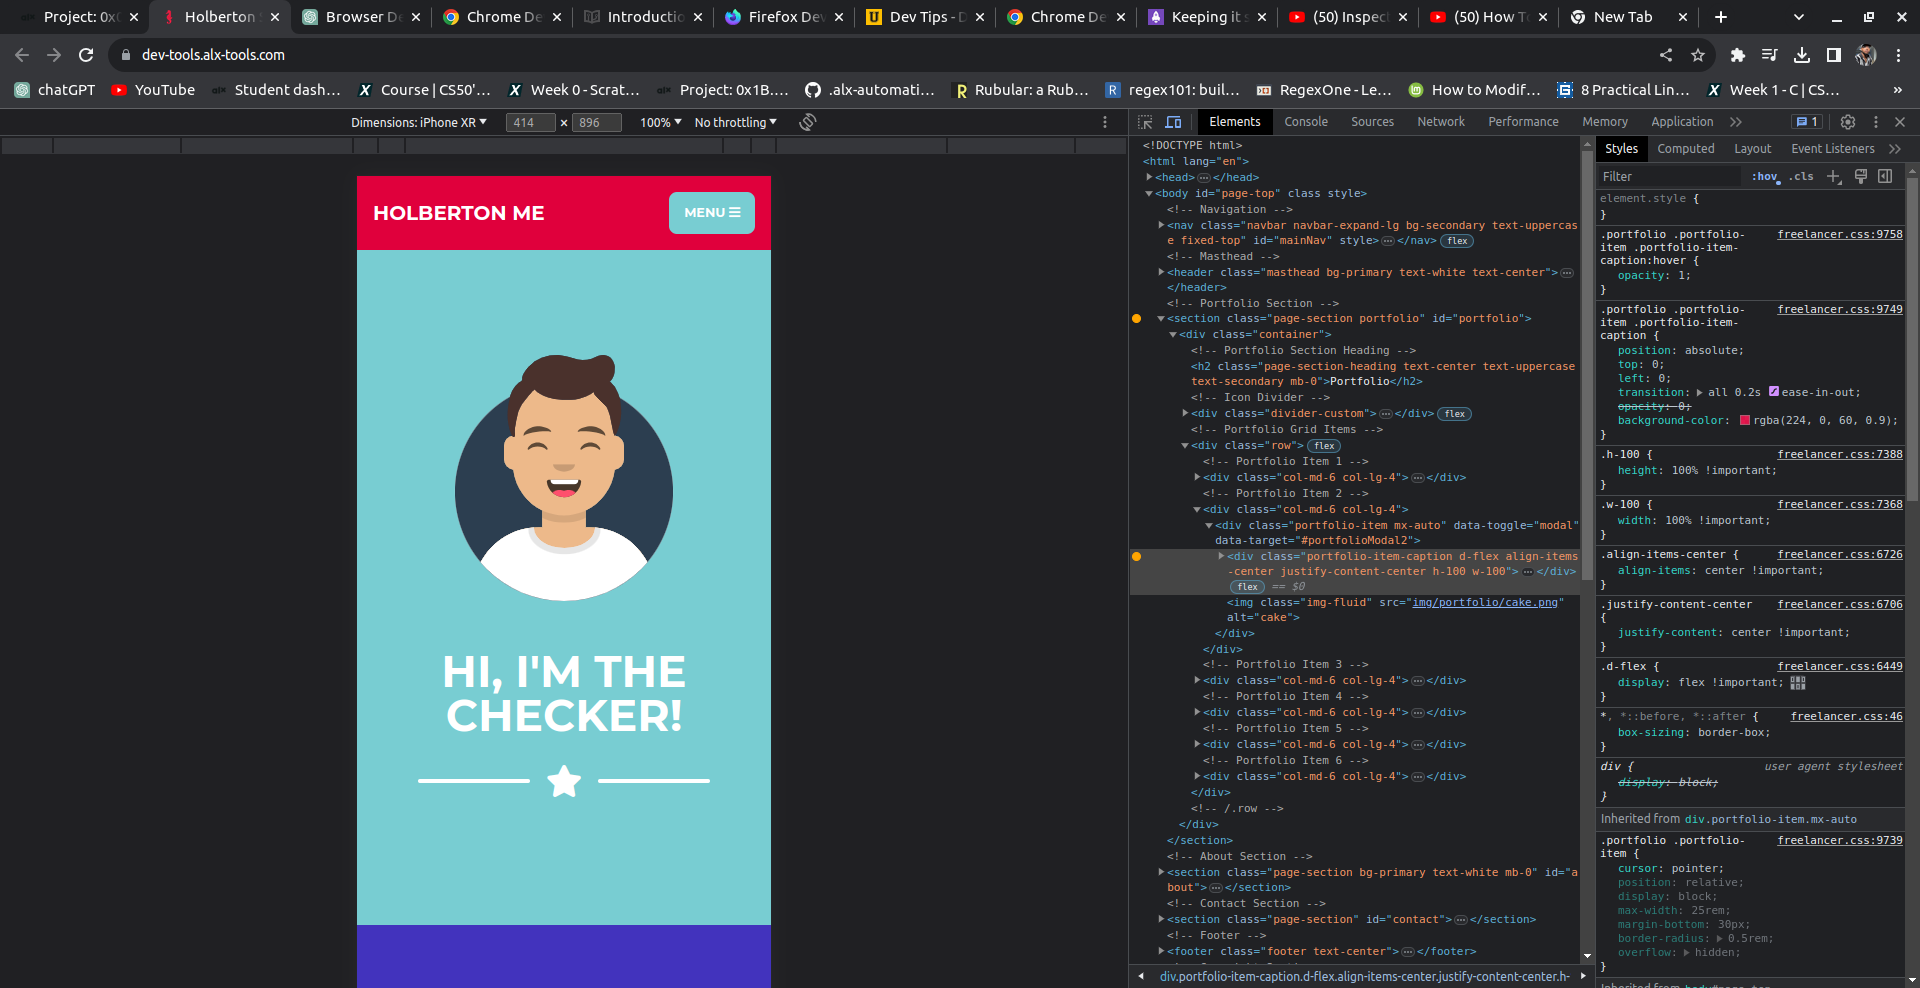 Project: 0x0
Holberton S
Browser De
Chrome De
Introductio
Firefox Dev
Dev Tips - D
Chrome De
Keeping it s
(50) Inspec
(50) How To
New Tab
dev-tools.alx-tools.com
chatGPT
YouTube
Student dash...
Course | CS50'...
Week 0 - Scrat...
Project: 0x1B....
.alx-automati...
Rubular: a Rub...
regex101: buil...
RegexOne - Le...
How to Modif...
8 Practical Lin...
Week 1 - C | CS...
»
Dimensions: iPhone XR
414 × 896
100%
No throttling
Elements
Console
Sources
Network
Performance
Memory
Application
1
HOLBERTON ME
MENU
HI, I'M THE
CHECKER!
<!DOCTYPE html>
<html lang="en">
<head>…</head>
<body id="page-top" class style>
<!-- Navigation -->
<nav class="navbar navbar-expand-lg bg-secondary text-uppercas
e fixed-top" id="mainNav" style>…</nav> flex
<!-- Masthead -->
<header class="masthead bg-primary text-white text-center">…
</header>
<!-- Portfolio Section -->
<section class="page-section portfolio" id="portfolio">
<div class="container">
<!-- Portfolio Section Heading -->
<h2 class="page-section-heading text-center text-uppercase
text-secondary mb-0">Portfolio</h2>
<!-- Icon Divider -->
<div class="divider-custom">…</div> flex
<!-- Portfolio Grid Items -->
<div class="row"> flex
<!-- Portfolio Item 1 -->
<div class="col-md-6 col-lg-4">…</div>
<!-- Portfolio Item 2 -->
<div class="col-md-6 col-lg-4">
<div class="portfolio-item mx-auto" data-toggle="modal"
data-target="#portfolioModal2">
<div class="portfolio-item-caption d-flex align-items
-center justify-content-center h-100 w-100">…</div>
flex == $0
<img class="img-fluid" src="img/portfolio/cake.png"
alt="cake">
</div>
</div>
<!-- Portfolio Item 3 -->
<div class="col-md-6 col-lg-4">…</div>
<!-- Portfolio Item 4 -->
<div class="col-md-6 col-lg-4">…</div>
<!-- Portfolio Item 5 -->
<div class="col-md-6 col-lg-4">…</div>
<!-- Portfolio Item 6 -->
<div class="col-md-6 col-lg-4">…</div>
</div>
<!-- /.row -->
</div>
</section>
<!-- About Section -->
<section class="page-section bg-primary text-white mb-0" id="a
bout">…</section>
<!-- Contact Section -->
<section class="page-section" id="contact">…</section>
<!-- Footer -->
<footer class="footer text-center">…</footer>
div.portfolio-item-caption.d-flex.align-items-center.justify-content-center.h-
Styles
Computed
Layout
Event Listeners
Filter
:hov .cls
element.style {
}
.portfolio .portfolio- freelancer.css:9758
item .portfolio-item-
caption:hover {
opacity: 1;
}
.portfolio .portfolio- freelancer.css:9749
item .portfolio-item-
caption {
position: absolute;
top: 0;
left: 0;
transition: all 0.2s ease-in-out;
opacity: 0;
background-color: rgba(224, 0, 60, 0.9);
}
.h-100 { freelancer.css:7388
height: 100% !important;
}
.w-100 { freelancer.css:7368
width: 100% !important;
}
.align-items-center { freelancer.css:6726
align-items: center !important;
}
.justify-content-center freelancer.css:6706
{
justify-content: center !important;
}
.d-flex { freelancer.css:6449
display: flex !important;
}
*, *::before, *::after { freelancer.css:46
box-sizing: border-box;
}
div { user agent stylesheet
display: block;
}
Inherited from div.portfolio-item.mx-auto
.portfolio .portfolio- freelancer.css:9739
item {
cursor: pointer;
position: relative;
display: block;
max-width: 25rem;
margin-bottom: 30px;
border-radius: 0.5rem;
overflow: hidden;
}